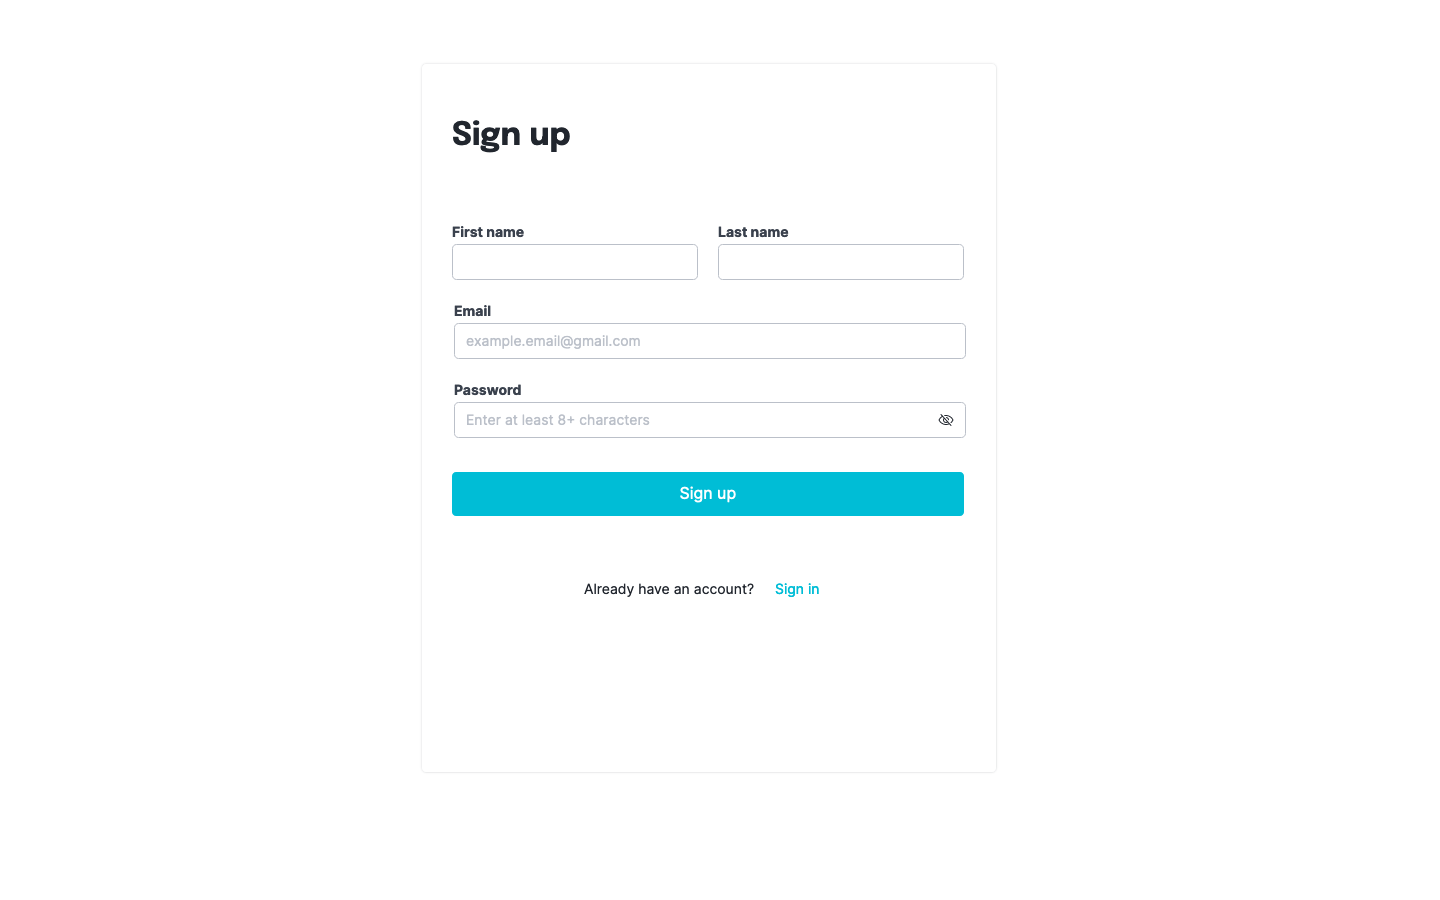 Sign up
First name Last name
Email
example.email@gmail.com
Password
Enter at least 8+ characters
Sign up
Already have an account? Sign in